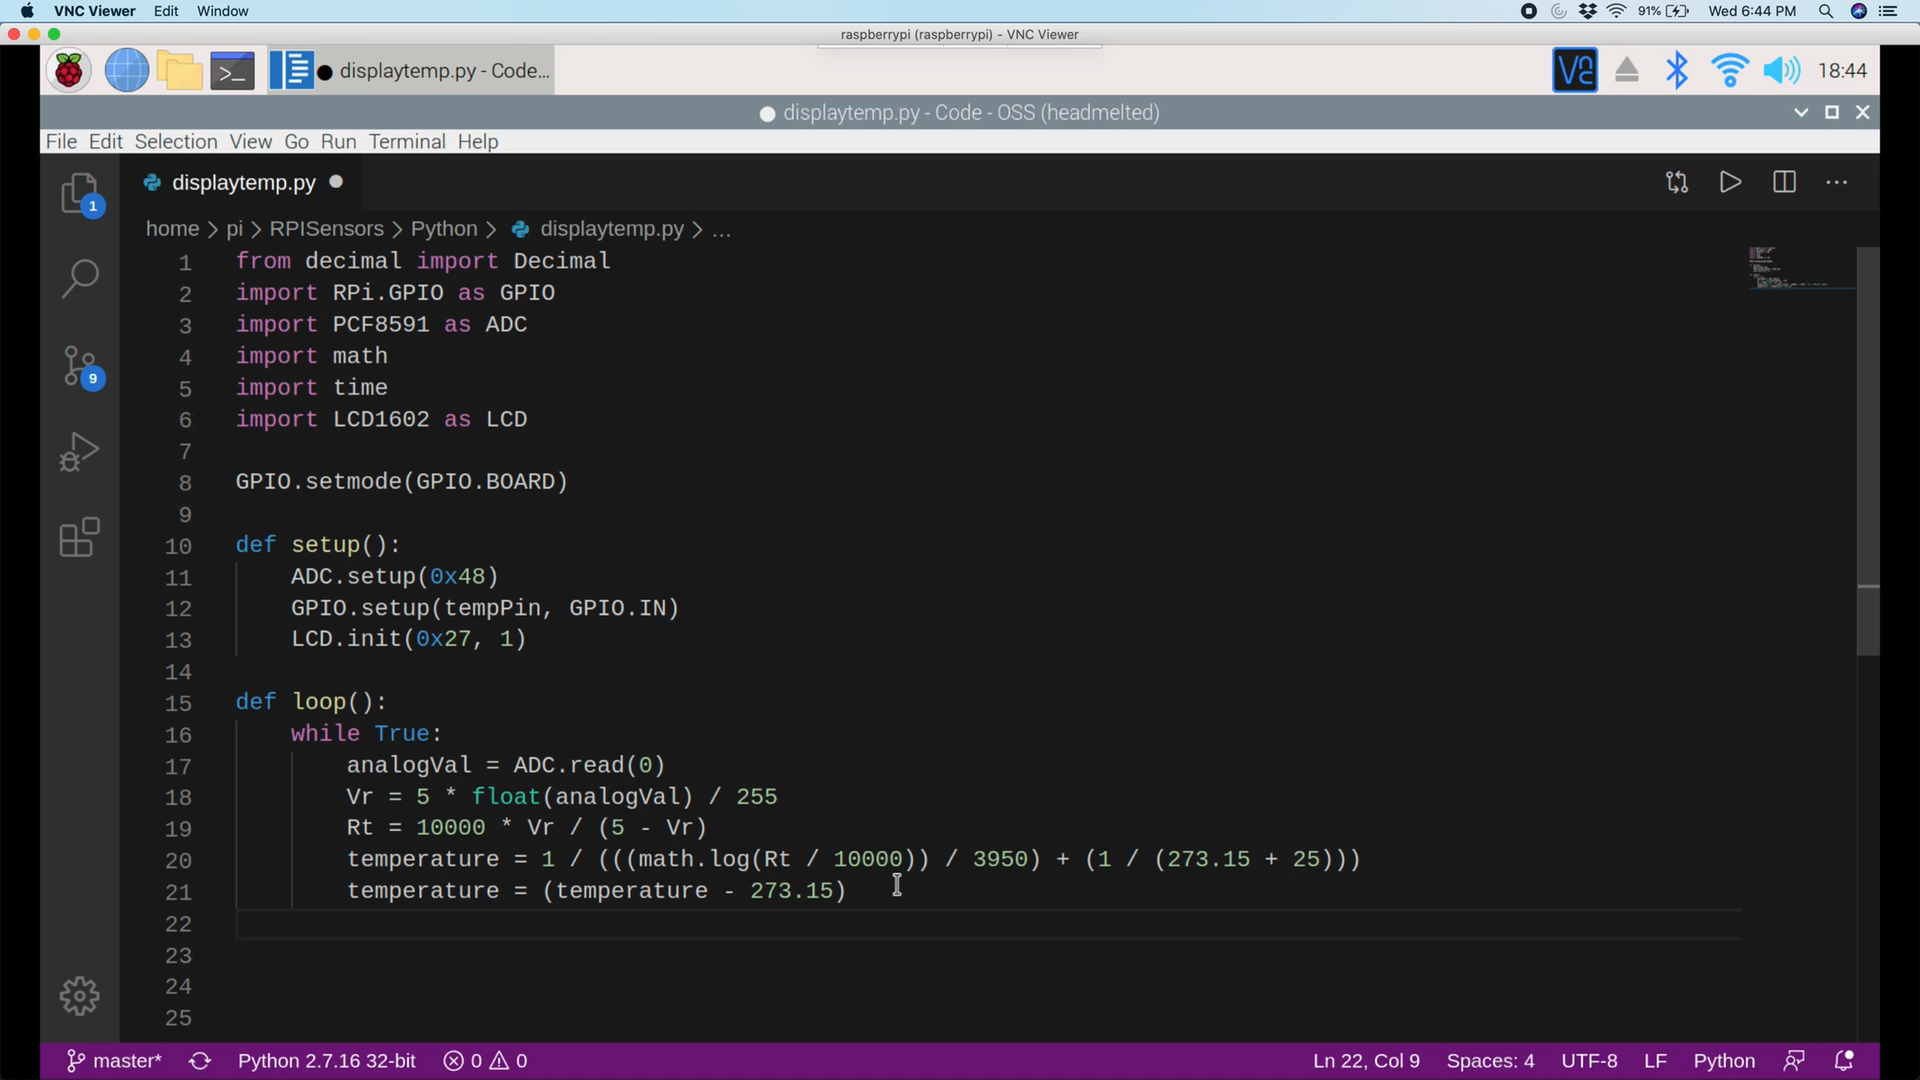 VNC Viewer Edit Window 91% Wed 6:44 PM
raspberrypi (raspberrypi) - VNC Viewer
displaytemp.py - Code... 18:44
displaytemp.py - Code - OSS (headmelted)
File Edit Selection View Go Run Terminal Help
displaytemp.py
1
home > pi > RPISensors > Python > displaytemp.py > ...
1 from decimal import Decimal
2 import RPi.GPIO as GPIO
3 import PCF8591 as ADC
4 import math
5 import time
6 import LCD1602 as LCD
7
8 GPIO.setmode(GPIO.BOARD)
9
10 def setup():
11 ADC.setup(0x48)
12 GPIO.setup(tempPin, GPIO.IN)
13 LCD.init(0x27, 1)
14
15 def loop():
16 while True:
17 analogVal = ADC.read(0)
18 Vr = 5 * float(analogVal) / 255
19 Rt = 10000 * Vr / (5 - Vr)
20 temperature = 1 / (((math.log(Rt / 10000)) / 3950) + (1 / (273.15 + 25)))
21 temperature = (temperature - 273.15)
22
23
24
25
9
master* Python 2.7.16 32-bit 0 0 Ln 22, Col 9 Spaces: 4 UTF-8 LF Python